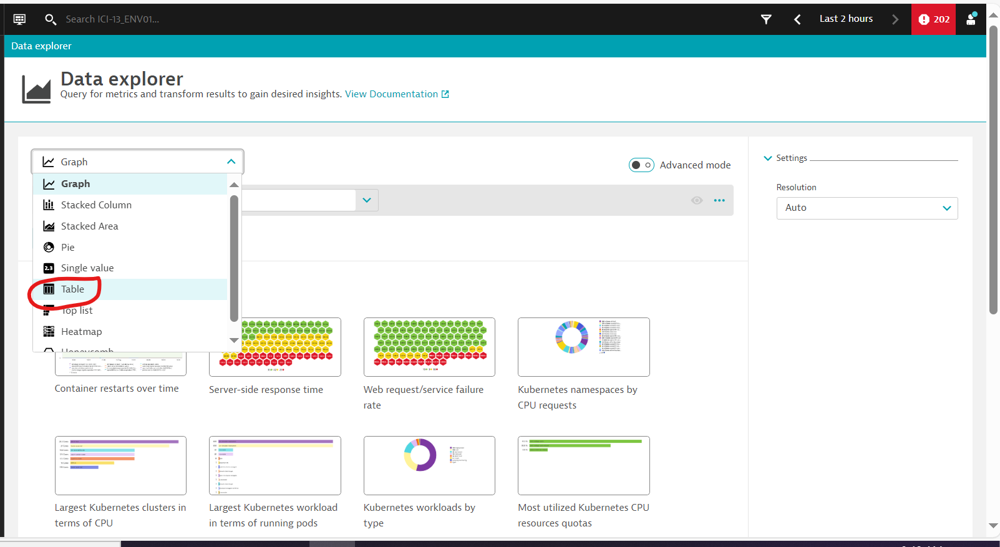 Search ICI-13_ENV01...
Last 2 hours
202
Data explorer
Data explorer
Query for metrics and transform results to gain desired insights. View Documentation
Graph
Advanced mode
Settings
Resolution
Auto
Graph
Stacked Column
Stacked Area
Pie
2.3 Single value
Table
Top list
Heatmap
Honeycomb
Container restarts over time
Server-side response time
Web request/service failure
rate
Kubernetes namespaces by
CPU requests
Largest Kubernetes clusters in
terms of CPU
Largest Kubernetes workload
in terms of running pods
Kubernetes workloads by
type
Most utilized Kubernetes CPU
resources quotas